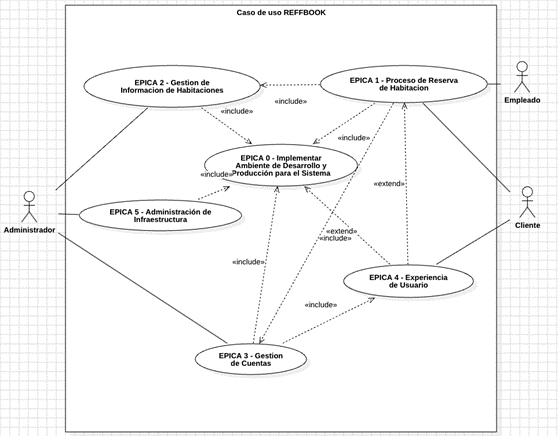 Caso de uso REFFBOOK
EPICA 2 - Gestion de
Informacion de Habitaciones
EPICA 1 - Proceso de Reserva
de Habitacion
Empleado
«include»
«include»
«include»
EPICA 0 - Implementar
Ambiente de Desarrollo y
Producción para el Sistema
«include»
«extend»
Administrador
EPICA 5 - Administración de
Infraestructura
Cliente
«extend»
«include»
«include»
EPICA 4 - Experiencia
de Usuario
«include»
EPICA 3 - Gestion
de Cuentas